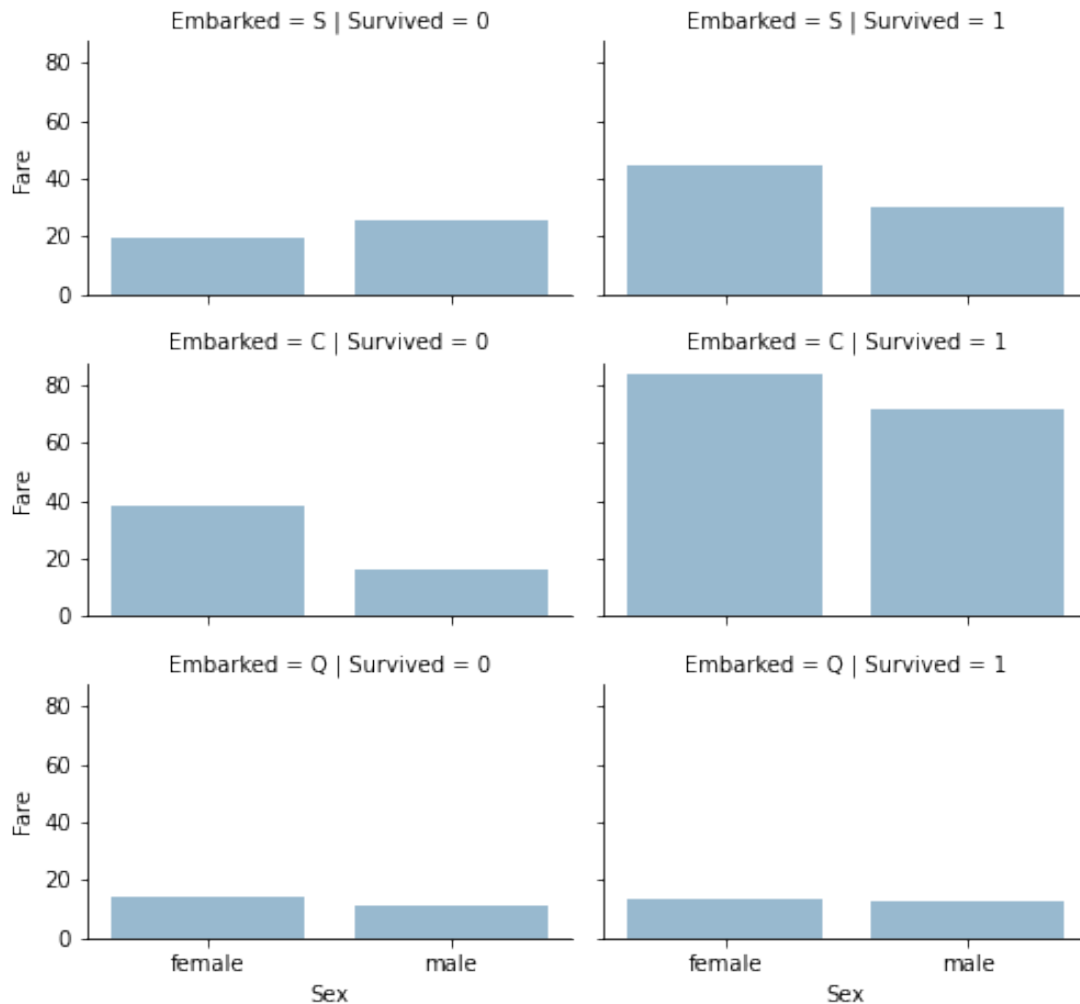 Embarked = S | Survived = 0
Embarked = S | Survived = 1
80
60
40
20
0
Fare
Embarked = C | Survived = 0
Embarked = C | Survived = 1
80
60
40
20
0
Fare
Embarked = Q | Survived = 0
Embarked = Q | Survived = 1
80
60
40
20
0
Fare
female
male
female
male
Sex
Sex